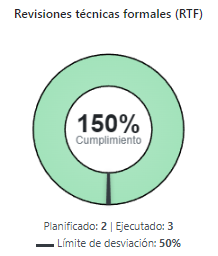 Revisiones técnicas formales (RTF)
150%
Cumplimiento
Planificado: 2 | Ejecutado: 3
Límite de desviación: 50%